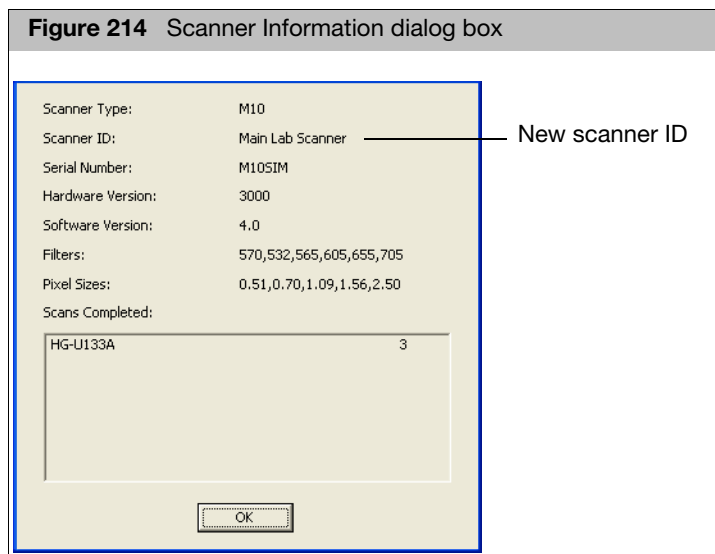 Figure 214 Scanner Information dialog box
Scanner Type: M10
Scanner ID: Main Lab Scanner New scanner ID
Serial Number: M10SIM
Hardware Version: 3000
Software Version: 4.0
Filters: 570,532,565,605,655,705
Pixel Sizes: 0.51,0.70,1.09,1.56,2.50
Scans Completed:
HG-U133A 3
OK